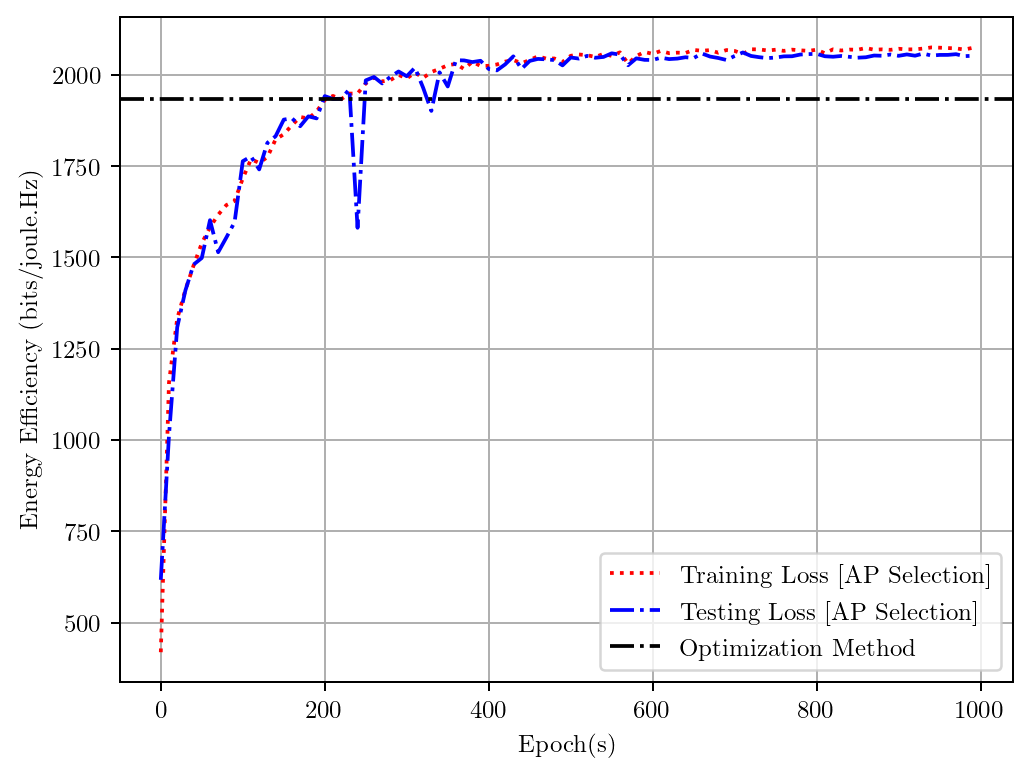 2000
1750
1500
1250
1000
750
500
Energy Efficiency (bits/joule.Hz)
Training Loss [AP Selection]
Testing Loss [AP Selection]
Optimization Method
0 200 400 600 800 1000
Epoch(s)